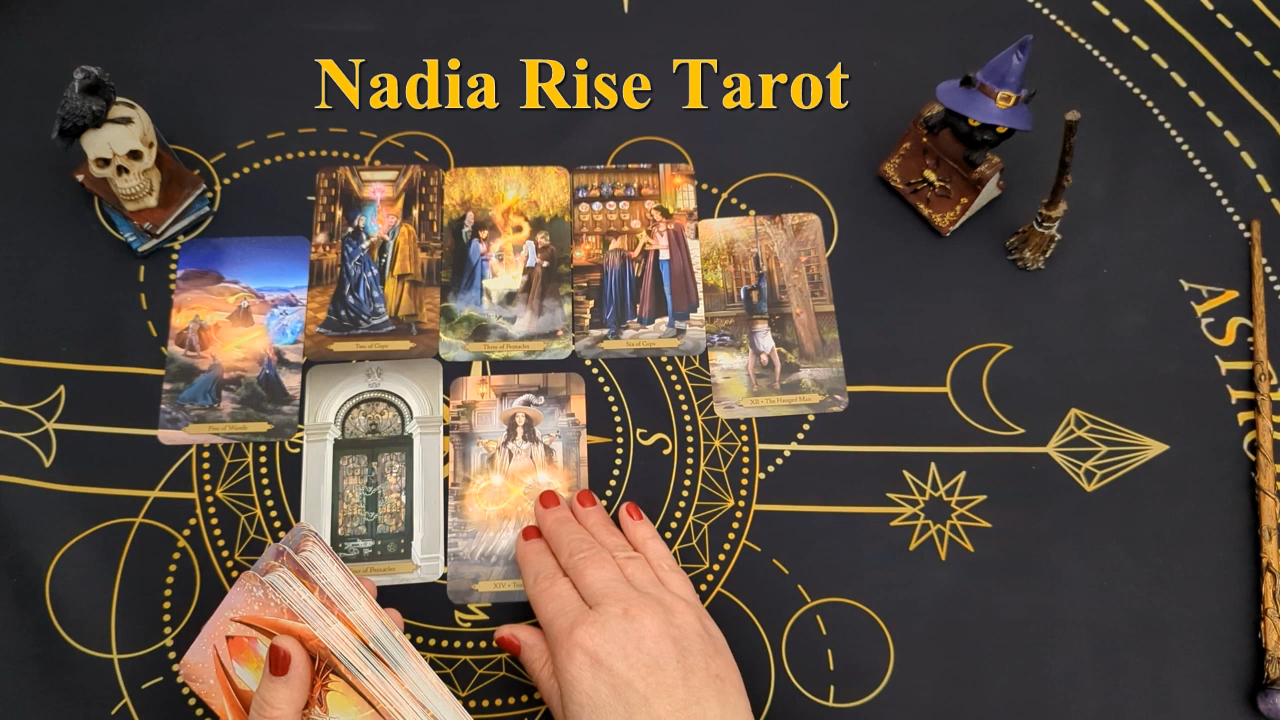 Nadia Rise Tarot
Two of Cups
Three of Pentacles
Six of Cups
XII • The Hanged Man
Five of Wands
of Pentacles
XIV •